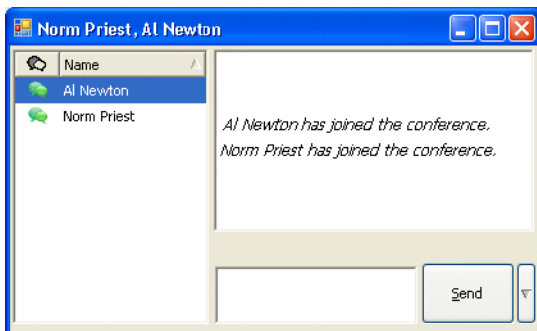 Norm Priest, Al Newton
Name
Al Newton
Norm Priest
Al Newton has joined the conference.
Norm Priest has joined the conference.
Send